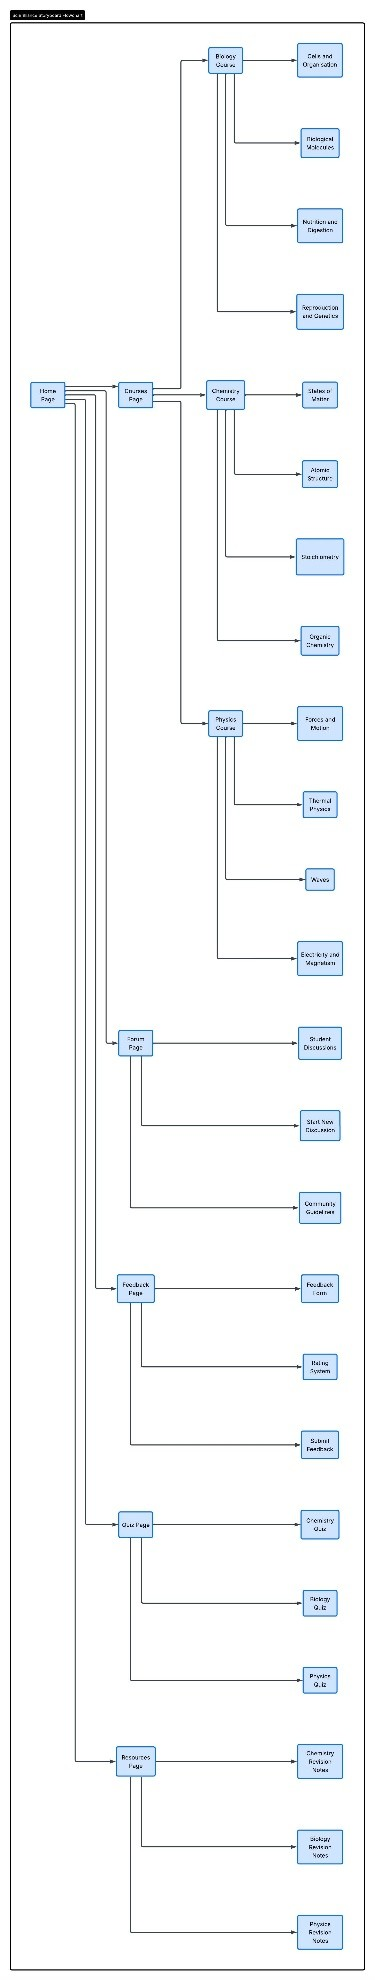 Storyboard Flowchart
Biology
Course
Cells and
Organisation
Biological
Molecules
Nutrition and
Digestion
Reproduction
and Genetics
Home
Page
Courses
Page
Chemistry
Course
States of
Matter
Atomic
Structure
Stoichiometry
Organic
Chemistry
Physics
Course
Forces and
Motion
Thermal
Physics
Waves
Electricity and
Magnetism
Forum
Page
Student
Discussions
Start New
Discussion
Community
Guidelines
Feedback
Page
Feedback
Form
Rating
System
Submit
Feedback
Quiz Page
Chemistry
Quiz
Biology
Quiz
Physics
Quiz
Resources
Page
Chemistry
Revision
Notes
Biology
Revision
Notes
Physics
Revision
Notes